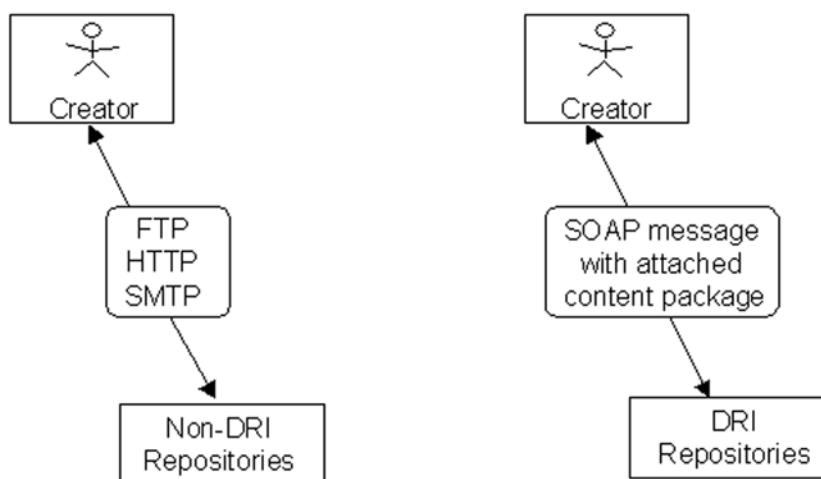 Creator
FTP
HTTP
SMTP
Non-DRI
Repositories
Creator
SOAP message
with attached
content package
DRI
Repositories